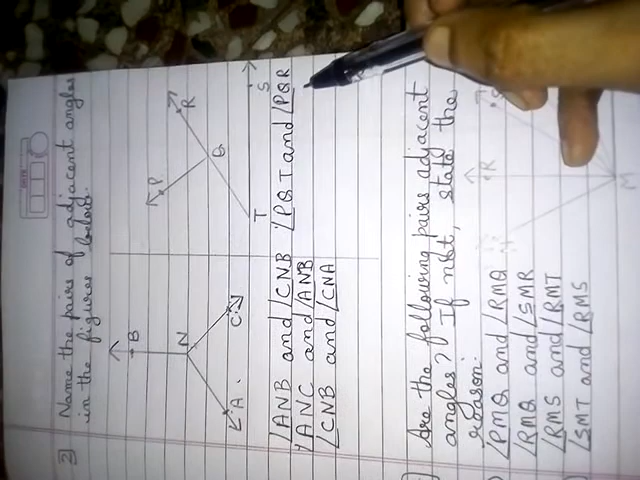 2) Name the pairs of adjacent angles
in the figures below.
B
N
A
C
P
R
Q
T
S
∠ANB and ∠CNB
∠ANC and ∠ANB
∠CNB and ∠CNA
∠PQT and ∠PQR
Are the following pairs adjacent
angles? If not, state the
reason.
∠PMQ and ∠RMQ
∠RMQ and ∠SMR
∠RMS and ∠RMT
∠SMT and ∠RMS
R
S
M